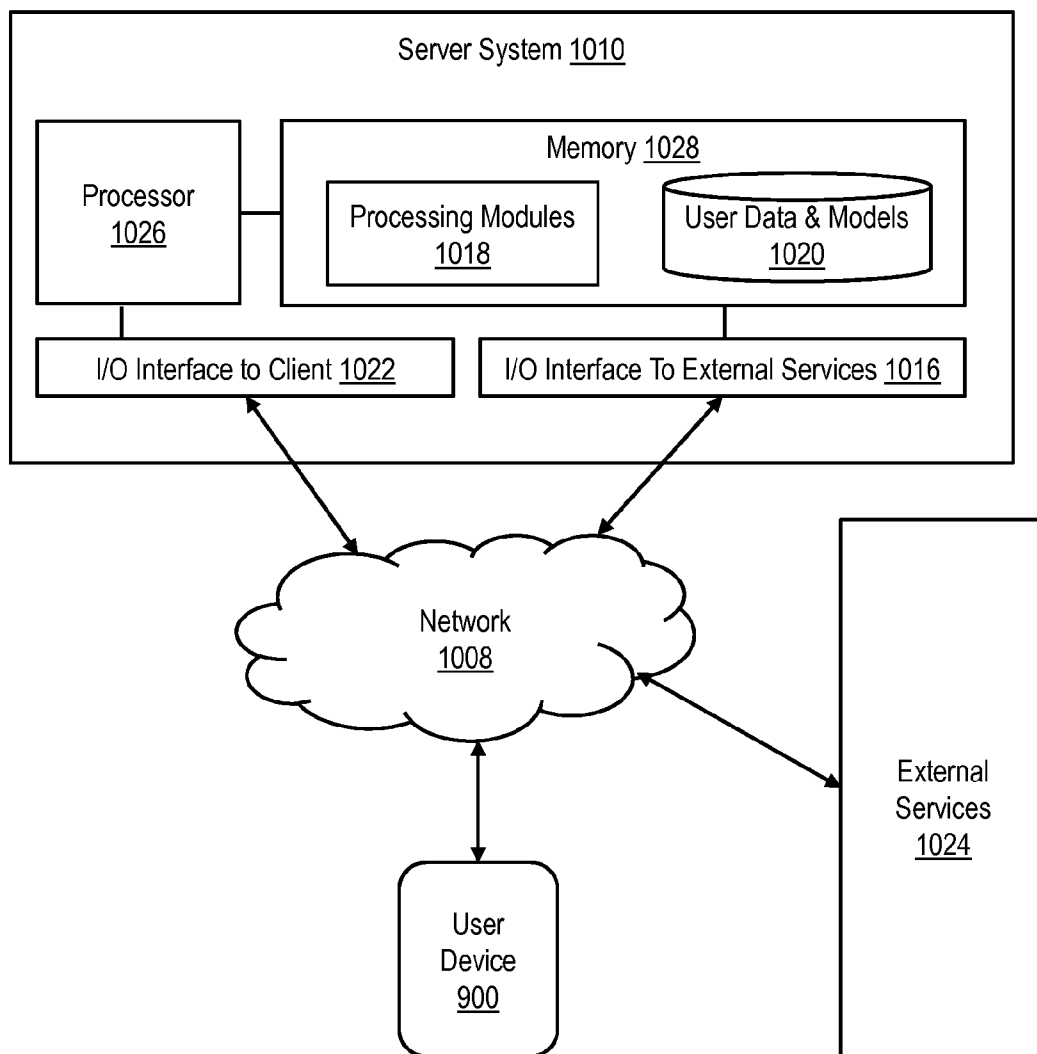 Server System 1010
Processor
1026
Memory 1028
Processing Modules
1018
User Data & Models
1020
I/O Interface to Client 1022
I/O Interface To External Services 1016
Network
1008
External
Services
1024
User
Device
900